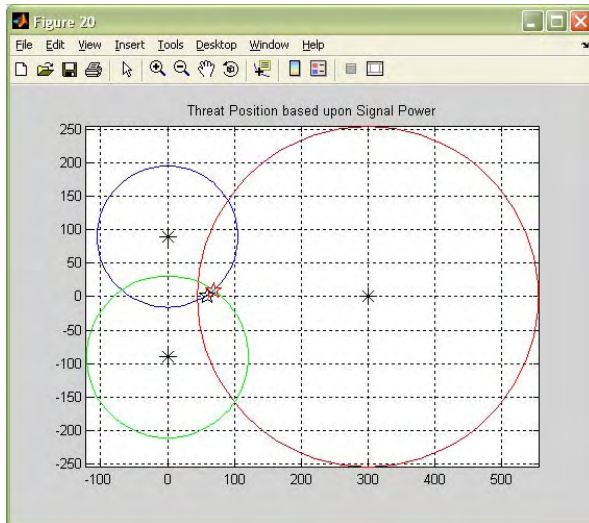 Figure 20
File Edit View Insert Tools Desktop Window Help
Threat Position based upon Signal Power
250
200
150
100
50
0
-50
-100
-150
-200
-250
-100 0 100 200 300 400 500